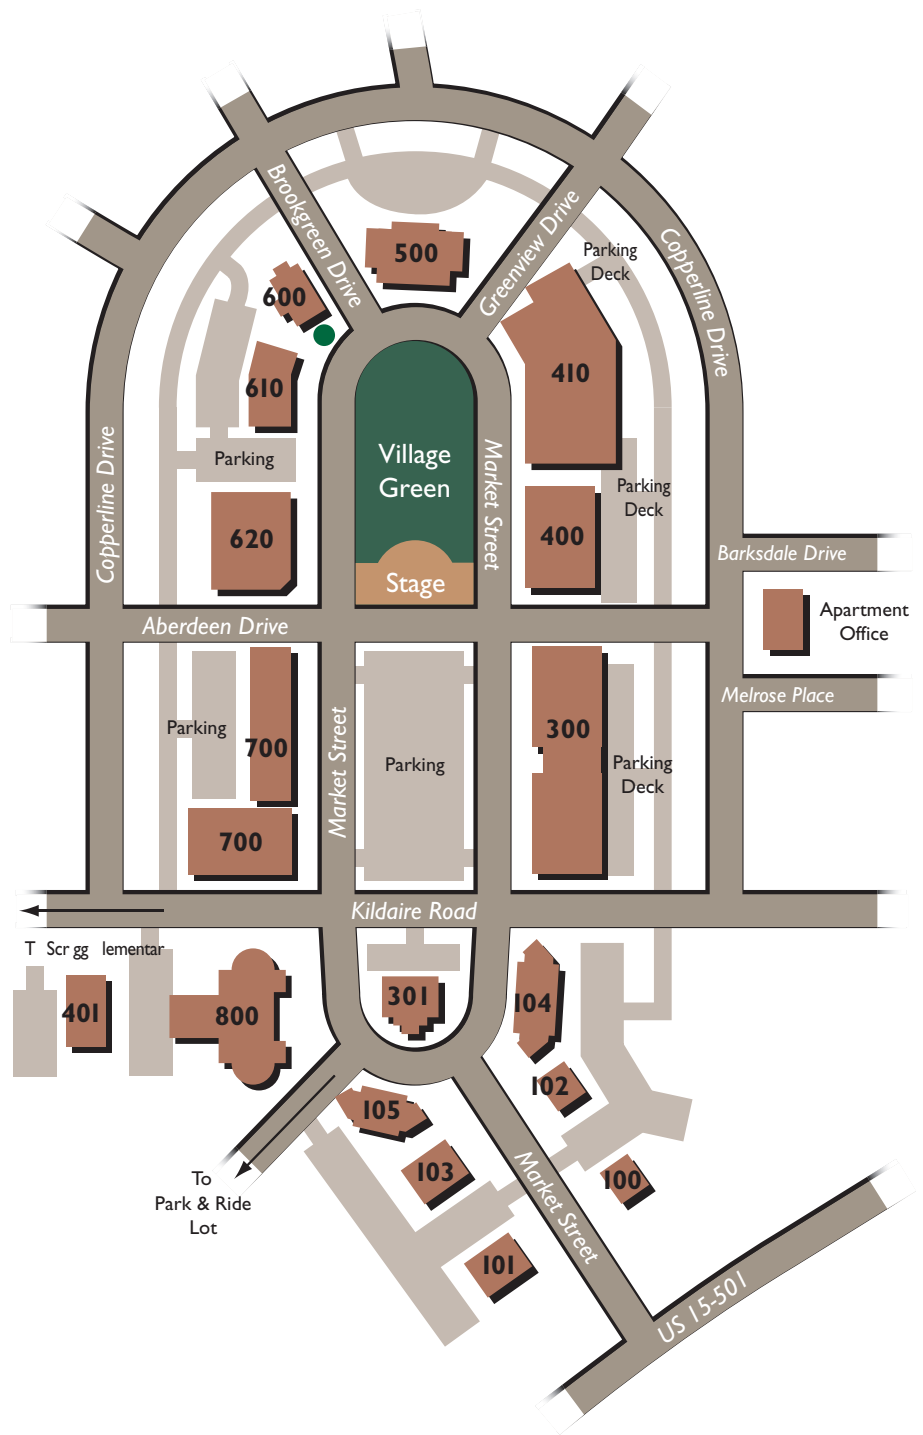 Brookgreen Drive
500
Greenview Drive
Parking
Deck
Copperline Drive
600
410
610
Village
Green
Market Street
Parking
Copperline Drive
Parking
Deck
620
400
Barksdale Drive
Stage
Aberdeen Drive
Apartment
Office
Melrose Place
Parking
700
Market Street
Parking
300
Parking
Deck
700
Kildaire Road
T Scr gg lementar
401
800
301
104
102
105
103
100
To
Park & Ride
Lot
Market Street
101
US 15-501